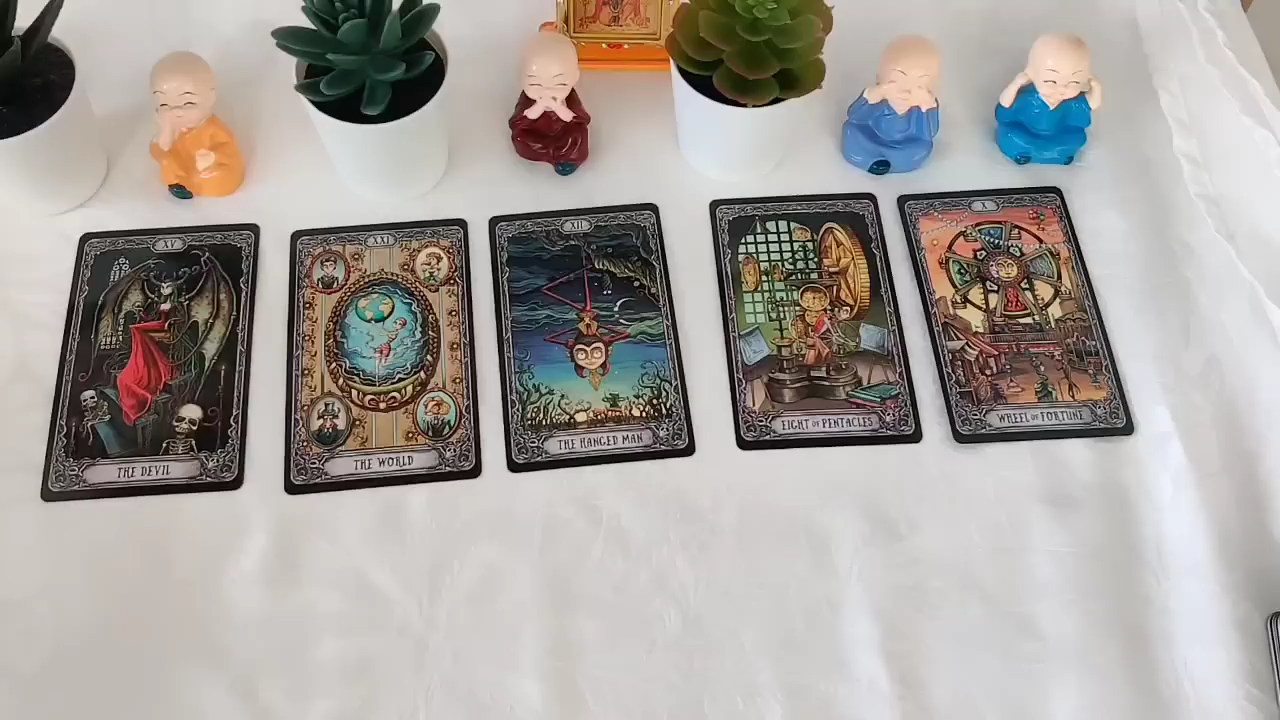 XV
THE DEVIL
XXI
THE WORLD
XII
THE HANGED MAN
EIGHT OF PENTACLES
X
WHEEL OF FORTUNE